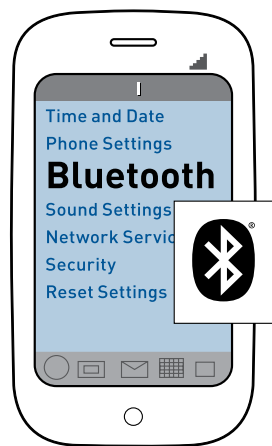 Time and Date
Phone Settings
Bluetooth
Sound Settings
Network Servic
Security
Reset Settings
®